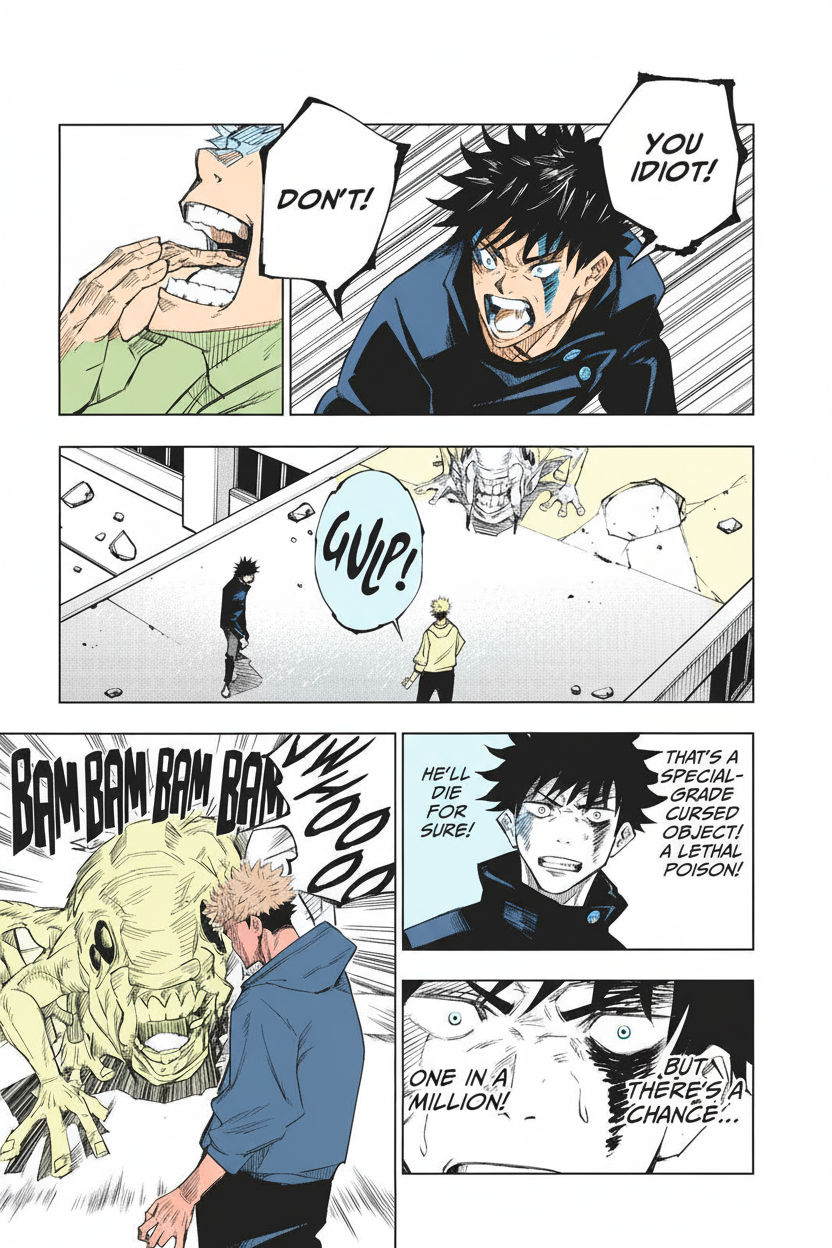 YOU
IDIOT!
DON'T!
GULP!
THAT'S A
SPECIAL-
GRADE
CURSED
OBJECT!
A LETHAL
POISON!
HE'LL
DIE
FOR
SURE!
BUT
THERE'S A
CHANCE...
ONE IN A
MILLION!
VWHOOOO
BAM BAM BAM BAM